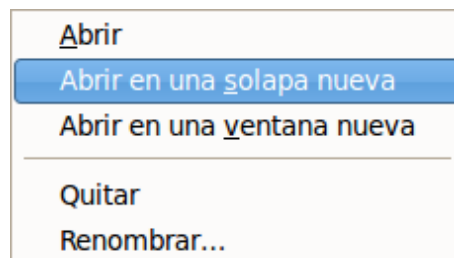 Abrir
Abrir en una solapa nueva
Abrir en una ventana nueva
Quitar
Renombrar...